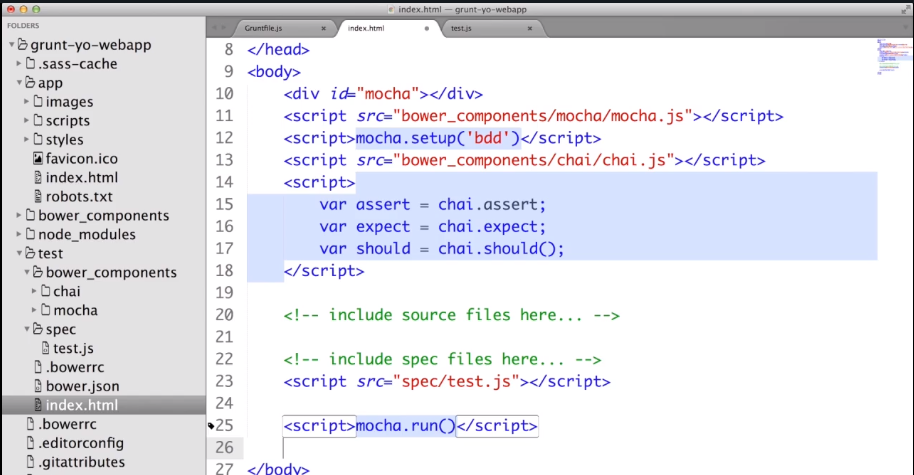 index.html — grunt-yo-webapp
FOLDERS
grunt-yo-webapp
.sass-cache
app
images
scripts
styles
favicon.ico
index.html
robots.txt
bower_components
node_modules
test
bower_components
chai
mocha
spec
test.js
.bowerrc
bower.json
index.html
.bowerrc
.editorconfig
.gitattributes
Gruntfile.js × index.html test.js ×
8 </head>
9 <body>
10 <div id="mocha"></div>
11 <script src="bower_components/mocha/mocha.js"></script>
12 <script>mocha.setup('bdd')</script>
13 <script src="bower_components/chai/chai.js"></script>
14 <script>
15 var assert = chai.assert;
16 var expect = chai.expect;
17 var should = chai.should();
18 </script>
19
20 <!-- include source files here... -->
21
22 <!-- include spec files here... -->
23 <script src="spec/test.js"></script>
24
25 <script>mocha.run()</script>
26
27 </body>